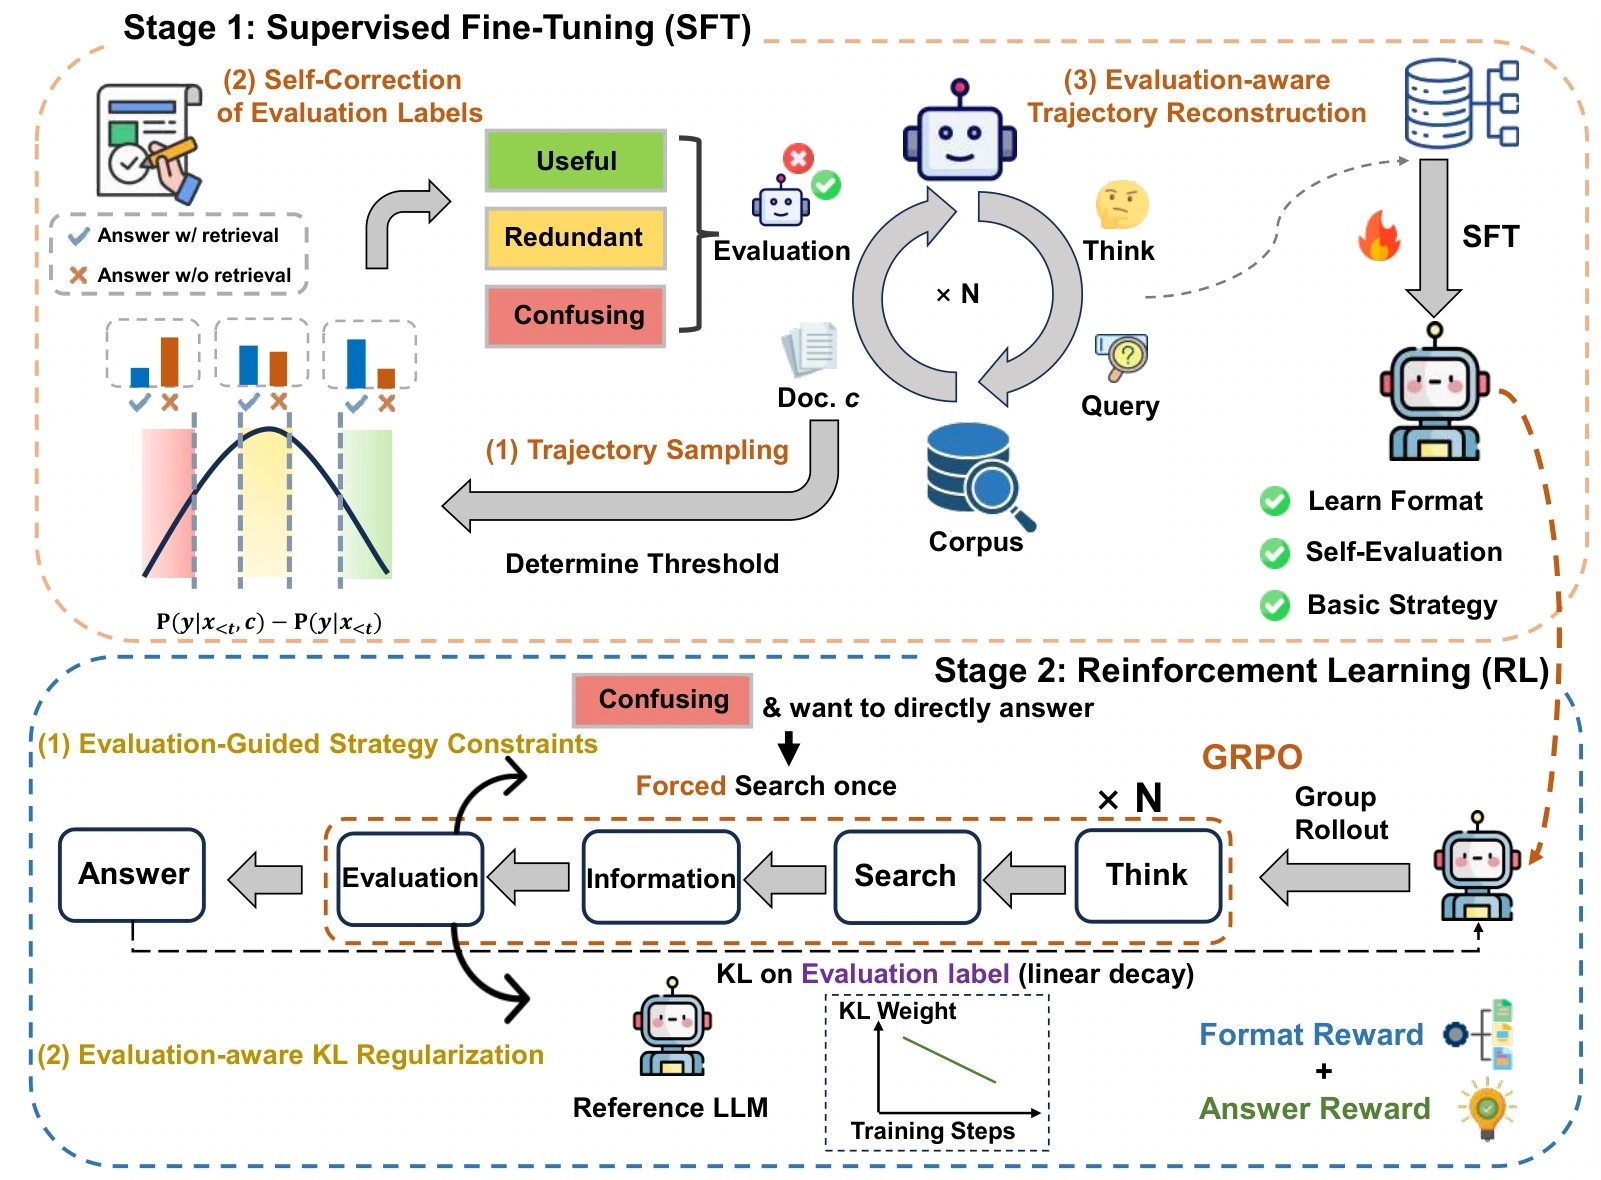 Stage 1: Supervised Fine-Tuning (SFT)
(2) Self-Correction
of Evaluation Labels
(3) Evaluation-aware
Trajectory Reconstruction
Useful
Redundant
Confusing
Answer w/ retrieval
Answer w/o retrieval
Evaluation
Think
× N
SFT
Doc. c
Query
(1) Trajectory Sampling
Corpus
Determine Threshold
Learn Format
Self-Evaluation
Basic Strategy
P(y|x<t, c) − P(y|x<t)
Stage 2: Reinforcement Learning (RL)
Confusing & want to directly answer
(1) Evaluation-Guided Strategy Constraints
Forced Search once
GRPO
× N
Group
Rollout
Answer
Evaluation
Information
Search
Think
KL on Evaluation label (linear decay)
KL Weight
Training Steps
(2) Evaluation-aware KL Regularization
Reference LLM
Format Reward
+
Answer Reward